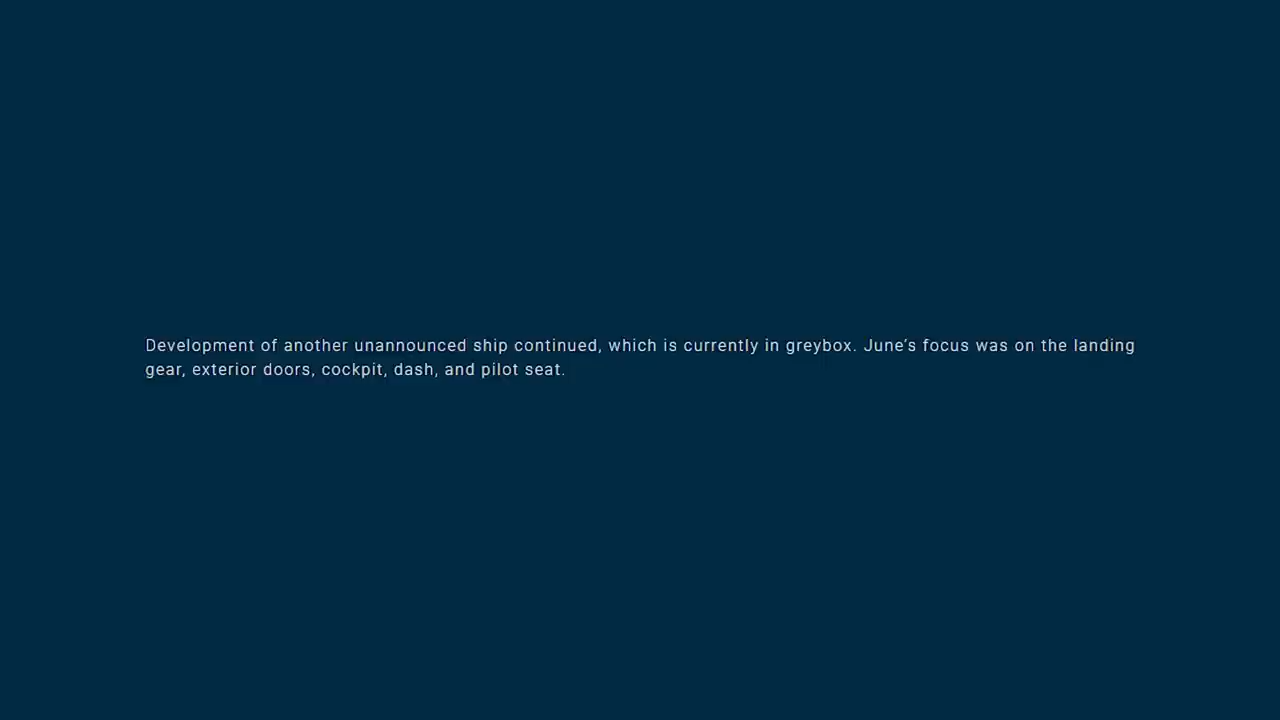 Development of another unannounced ship continued, which is currently in greybox. June’s focus was on the landing
gear, exterior doors, cockpit, dash, and pilot seat.